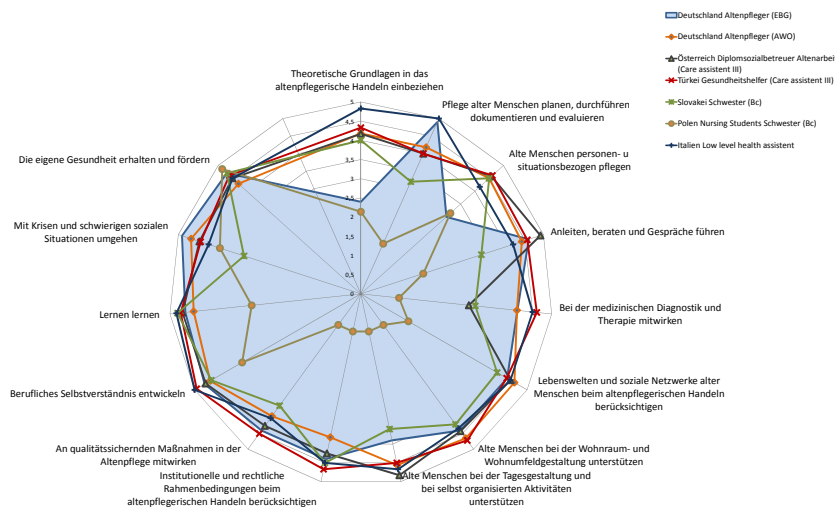 Deutschland Altenpfleger (EBG)
Deutschland Altenpfleger (AWO)
Österreich Diplomsozialbetreuer Altenarbei
(Care assistent III)
Türkei Gesundheitshelfer (Care assistent III)
Slovakei Schwester (Bc)
Polen Nursing Students Schwester (Bc)
Italien Low level health assistent
Theoretische Grundlagen in das
altenpflegerische Handeln einbeziehen
Pflege alter Menschen planen, durchführen
dokumentieren und evaluieren
Alte Menschen personen- u
situationsbezogen pflegen
Anleiten, beraten und Gespräche führen
Bei der medizinischen Diagnostik und
Therapie mitwirken
Lebenswelten und soziale Netzwerke alter
Menschen beim altenpflegerischen Handeln
berücksichtigen
Alte Menschen bei der Wohnraum- und
Wohnumfeldgestaltung unterstützen
Alte Menschen bei der Tagesgestaltung und
bei selbst organisierten Aktivitäten
unterstützen
Institutionelle und rechtliche
Rahmenbedingungen beim
altenpflegerischen Handeln berücksichtigen
An qualitätssichernden Maßnahmen in der
Altenpflege mitwirken
Berufliches Selbstverständnis entwickeln
Lernen lernen
Mit Krisen und schwierigen sozialen
Situationen umgehen
Die eigene Gesundheit erhalten und fördern
5
4,5
4
3,5
3
2,5
2
1,5
1
0,5
0